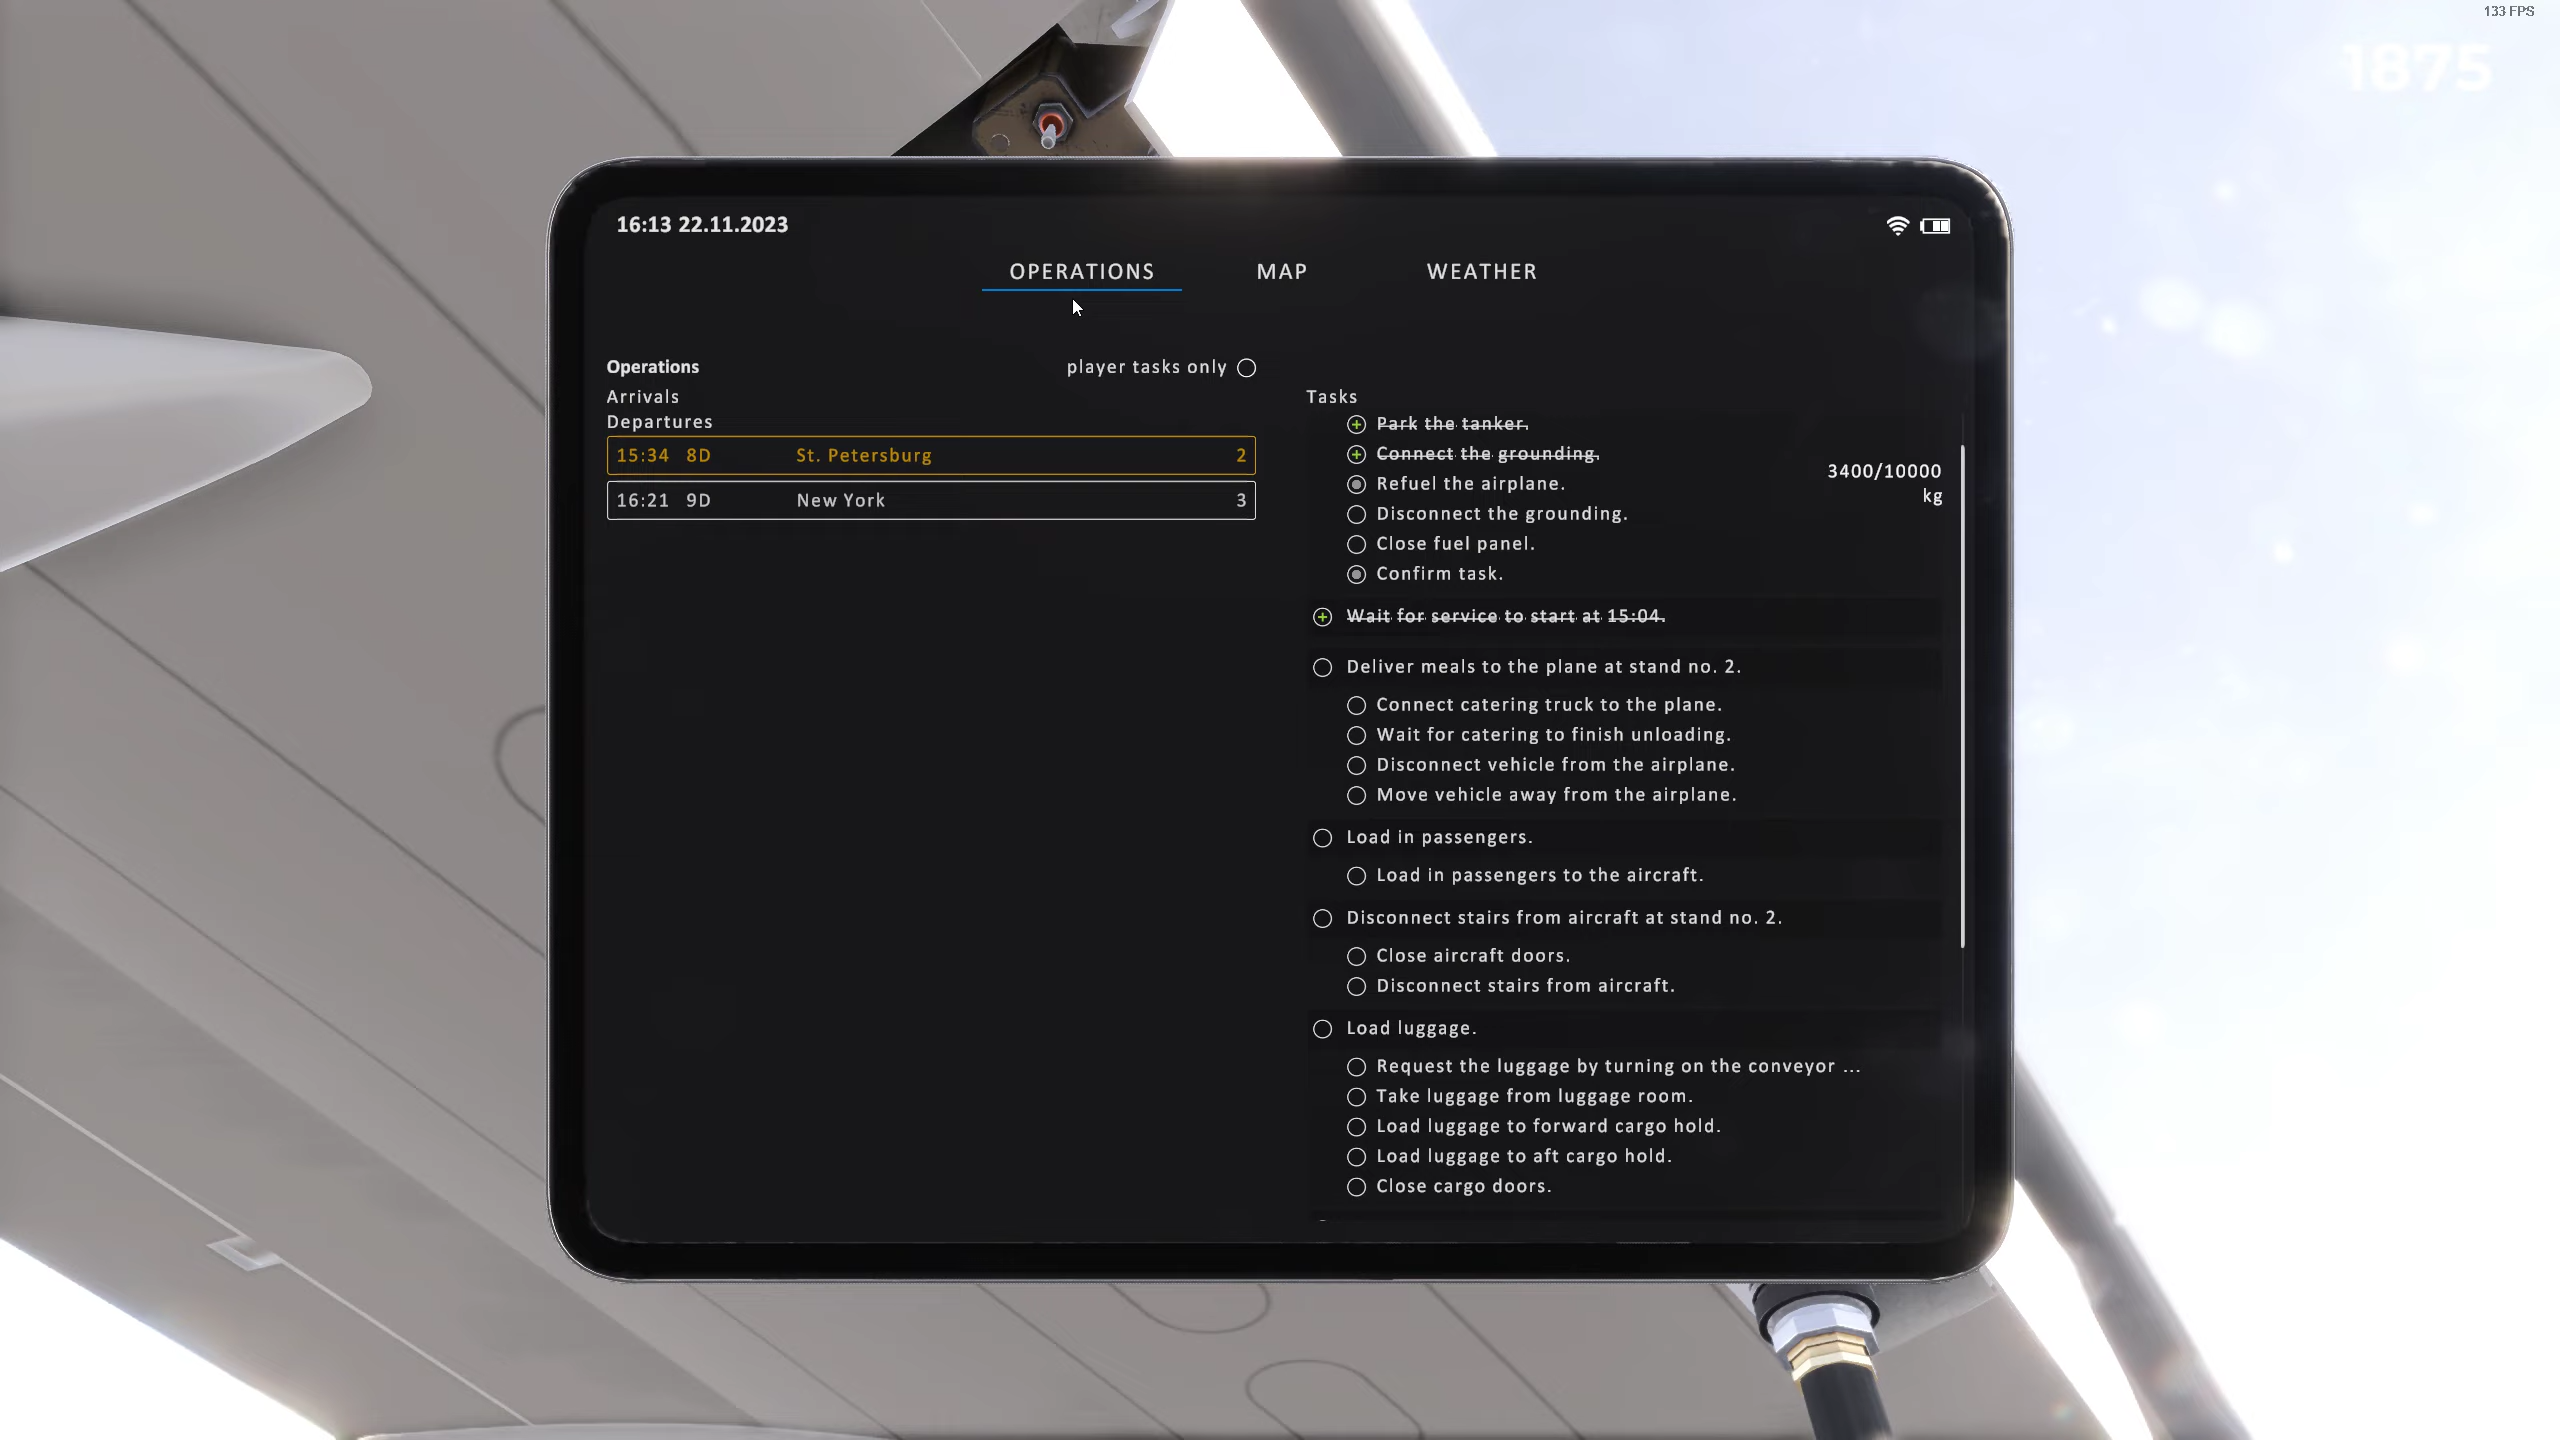 133 FPS
1875
16:13 22.11.2023
OPERATIONS MAP WEATHER
Operations player tasks only
Arrivals
Departures
15:34 8D St. Petersburg 2
16:21 9D New York 3
Tasks
Park the tanker.
Connect the grounding.
Refuel the airplane. 3400/10000 kg
Disconnect the grounding.
Close fuel panel.
Confirm task.
Wait for service to start at 15:04.
Deliver meals to the plane at stand no. 2.
Connect catering truck to the plane.
Wait for catering to finish unloading.
Disconnect vehicle from the airplane.
Move vehicle away from the airplane.
Load in passengers.
Load in passengers to the aircraft.
Disconnect stairs from aircraft at stand no. 2.
Close aircraft doors.
Disconnect stairs from aircraft.
Load luggage.
Request the luggage by turning on the conveyor ...
Take luggage from luggage room.
Load luggage to forward cargo hold.
Load luggage to aft cargo hold.
Close cargo doors.